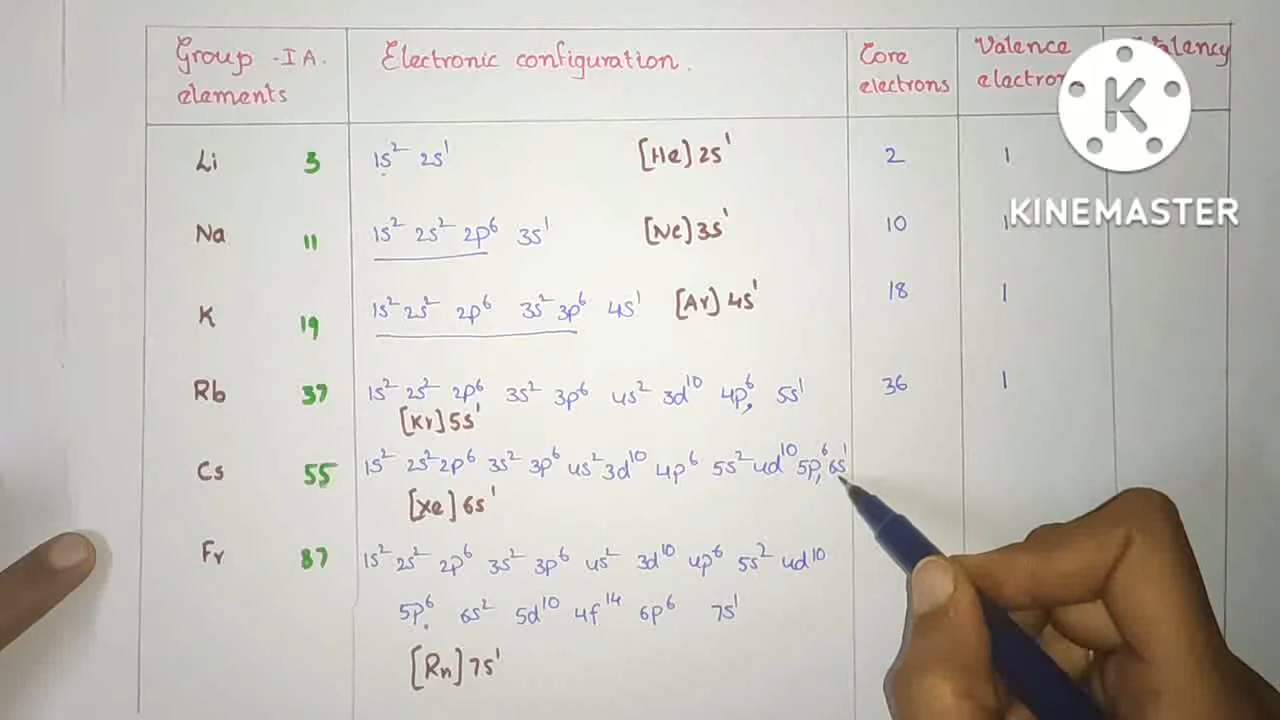 Group - I A. elements
Electronic configuration.
Core electrons
Valence electron
Valency
KINEMASTER
Li 3 1s² 2s¹ [He] 2s¹ 2 1
Na 11 1s² 2s² 2p⁶ 3s¹ [Ne] 3s¹ 10 1
K 19 1s² 2s² 2p⁶ 3s² 3p⁶ 4s¹ [Ar] 4s¹ 18 1
Rb 37 1s² 2s² 2p⁶ 3s² 3p⁶ 4s² 3d¹⁰ 4p⁶, 5s¹ 36 1
[Kr] 5s¹
Cs 55 1s² 2s² 2p⁶ 3s² 3p⁶ 4s² 3d¹⁰ 4p⁶ 5s² 4d¹⁰ 5p⁶, 6s¹
[Xe] 6s¹
Fr 87 1s² 2s² 2p⁶ 3s² 3p⁶ 4s² 3d¹⁰ 4p⁶ 5s² 4d¹⁰
5p⁶. 6s² 5d¹⁰ 4f¹⁴ 6p⁶ 7s¹
[Rn] 7s¹